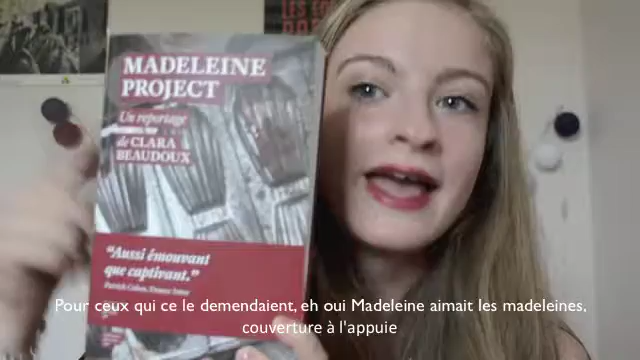 LES
MADELEINE
PROJECT
Un reportage
de CLARA
BEAUDOUX
“Aussi émouvant
que captivant.”
Pour ceux qui ce le demendaient, eh oui Madeleine aimait les madeleines,
couverture à l'appuie